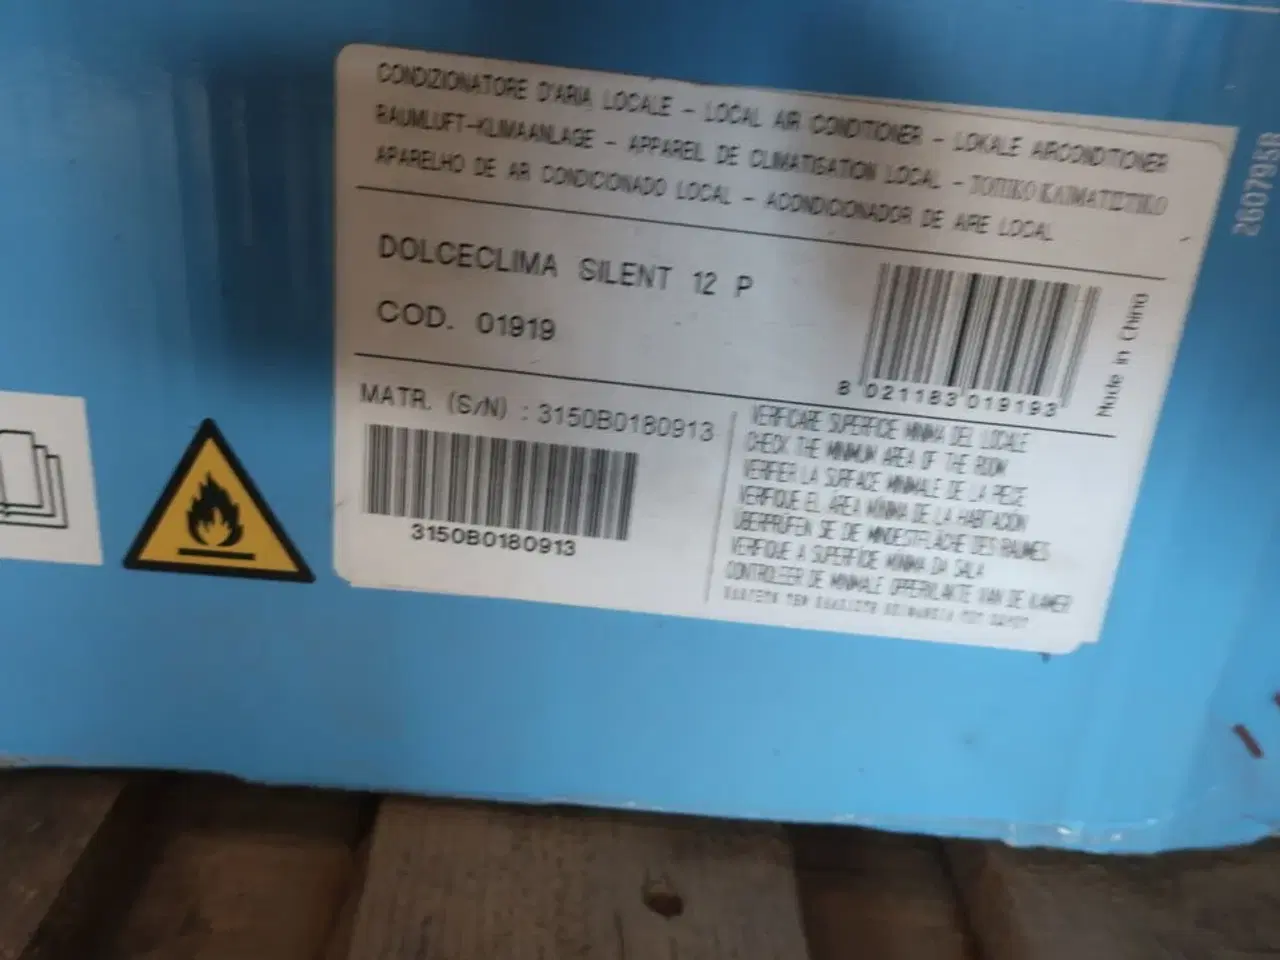 CONDIZIONATORE D'ARIA LOCALE - LOCAL AIR CONDITIONER - LOKALE AIRCONDITIONER
RAUMLUFT-KLIMAANLAGE - APPAREIL DE CLIMATISATION LOCAL - ΤΟΠΙΚΟ ΚΛΙΜΑΤΙΣΤΙΚΟ
APARELHO DE AR CONDICIONADO LOCAL - ACONDICIONADOR DE AIRE LOCAL
DOLCECLIMA SILENT 12 P
COD. 01919
8 021183 019193
Made in China
MATR. (S/N) : 3150B0180913
3150B0180913
VERIFICARE SUPERFICIE MINIMA DEL LOCALE
CHECK THE MINIMUM AREA OF THE ROOM
VERIFIER LA SURFACE MINIMALE DE LA PIECE
VERIFIQUE EL ÁREA MÍNIMA DE LA HABITACIÓN
ÜBERPRÜFEN SIE DIE MINDESTFLÄCHE DES RAUMES
VERIFIQUE A SUPERFÍCIE MÍNIMA DA SALA
CONTROLEER DE MINIMALE OPPERVLAKTE VAN DE KAMER
260795B